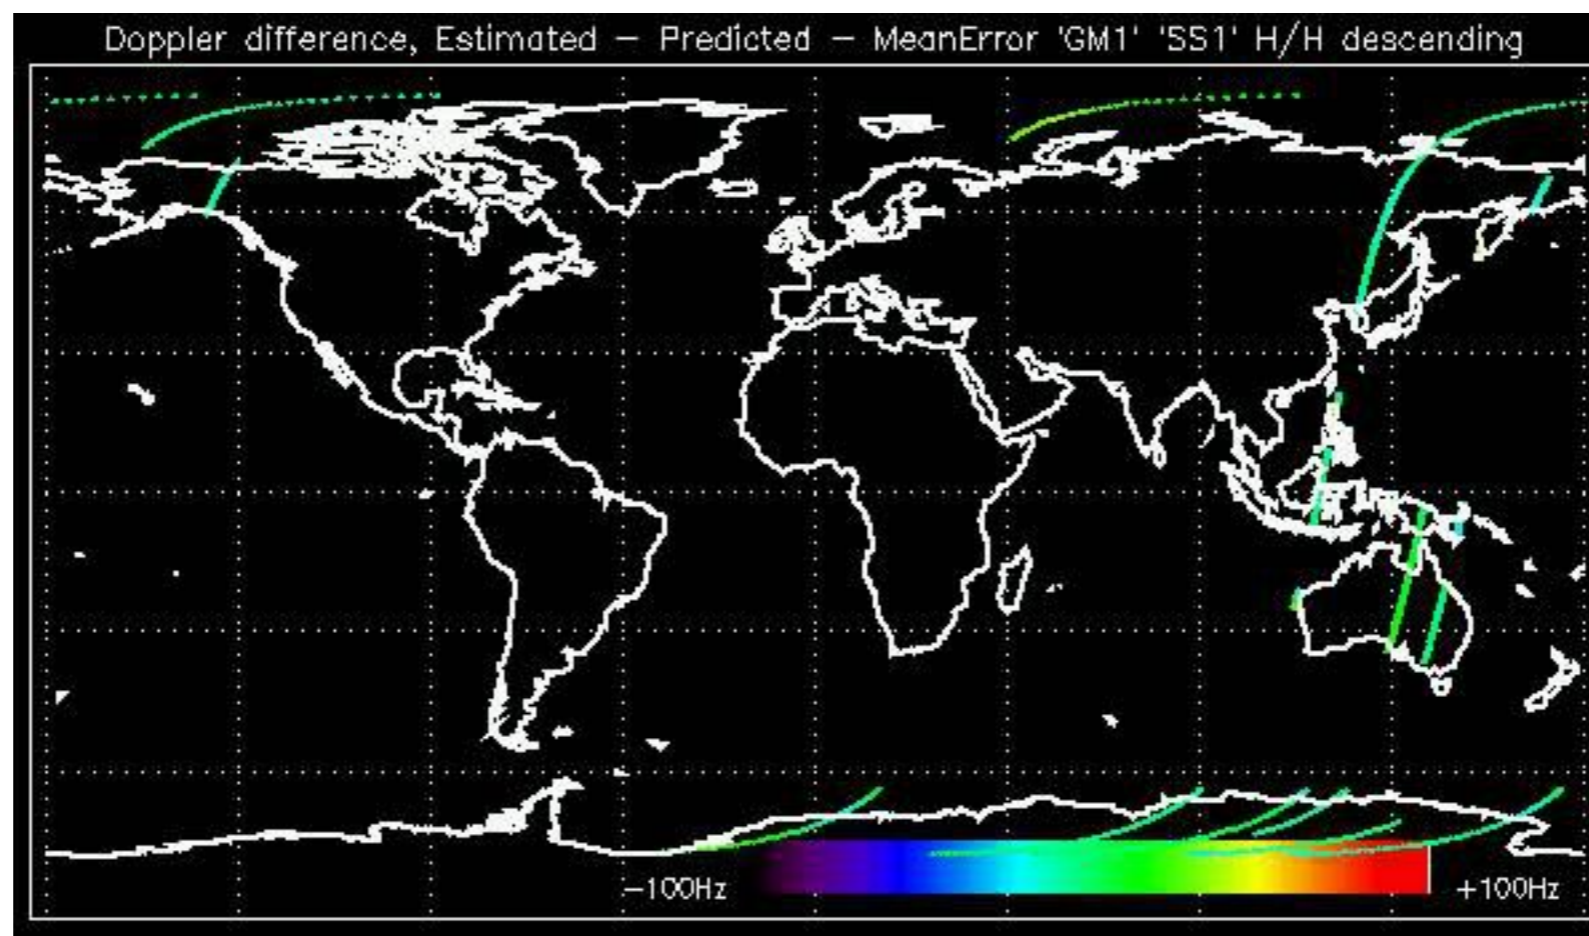 Doppler difference, Estimated – Predicted – MeanError 'GM1' 'SS1' H/H descending
−100Hz
+100Hz